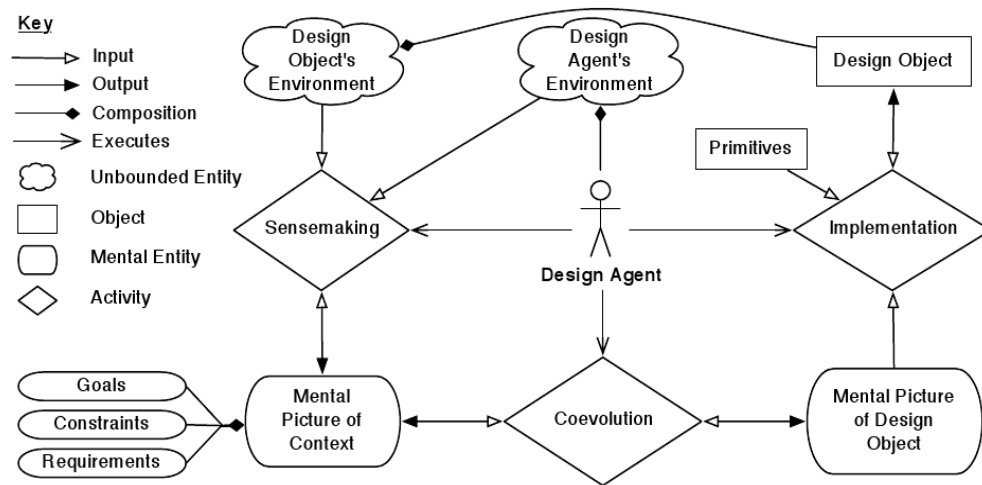 Key
Input
Output
Composition
Executes
Unbounded Entity
Object
Mental Entity
Activity
Design
Object's
Environment
Design
Agent's
Environment
Design Object
Primitives
Sensemaking
Implementation
Design Agent
Goals
Constraints
Requirements
Mental
Picture of
Context
Coevolution
Mental Picture
of Design
Object